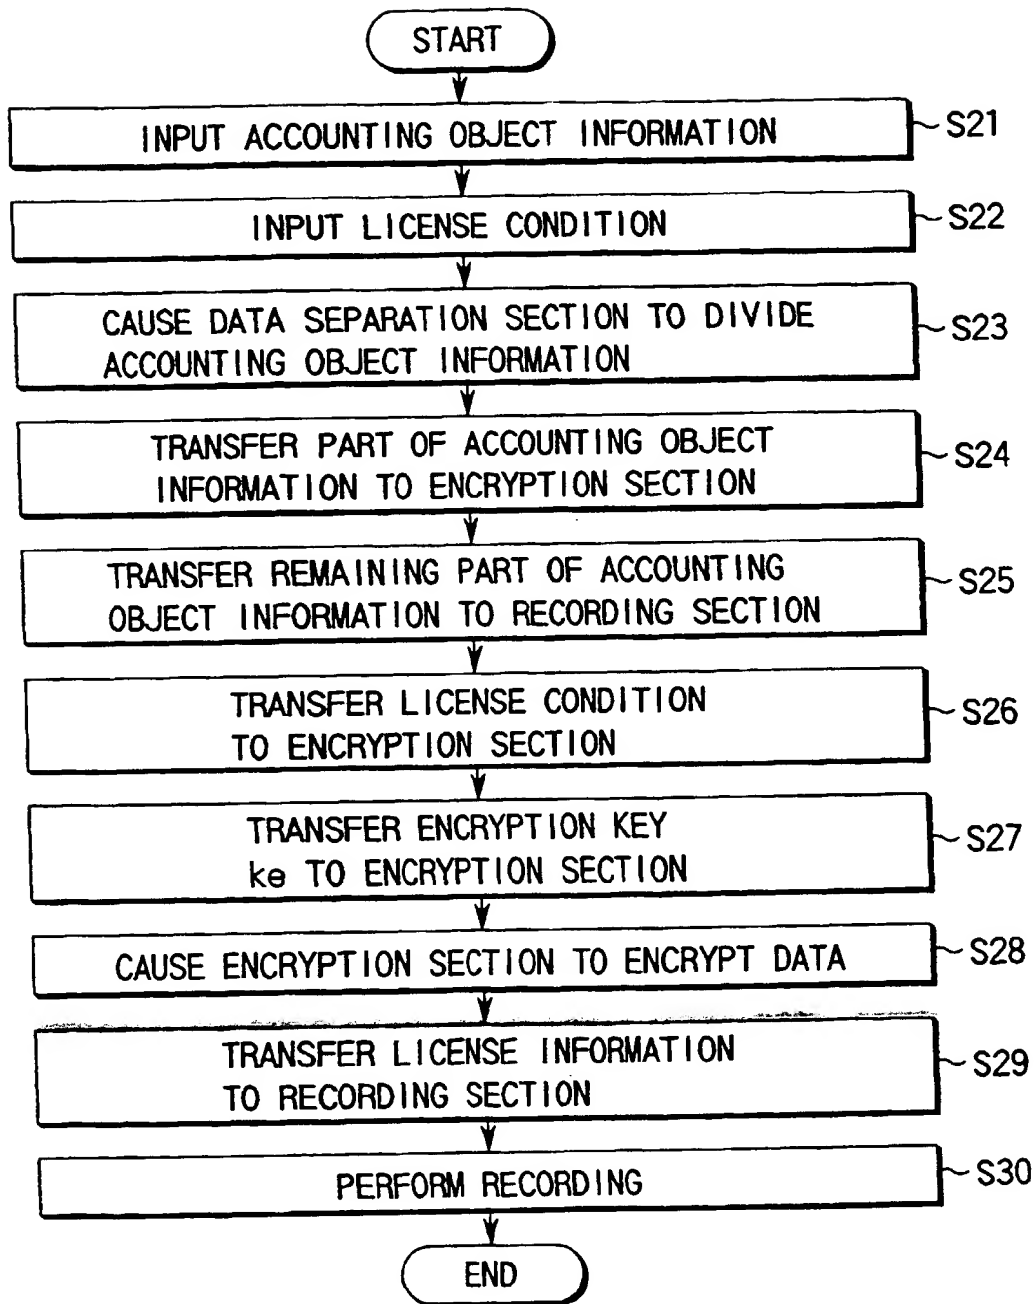 START
INPUT ACCOUNTING OBJECT INFORMATION
S21
INPUT LICENSE CONDITION
S22
CAUSE DATA SEPARATION SECTION TO DIVIDE
ACCOUNTING OBJECT INFORMATION
S23
TRANSFER PART OF ACCOUNTING OBJECT
INFORMATION TO ENCRYPTION SECTION
S24
TRANSFER REMAINING PART OF ACCOUNTING
OBJECT INFORMATION TO RECORDING SECTION
S25
TRANSFER LICENSE CONDITION
TO ENCRYPTION SECTION
S26
TRANSFER ENCRYPTION KEY
ke TO ENCRYPTION SECTION
S27
CAUSE ENCRYPTION SECTION TO ENCRYPT DATA
S28
TRANSFER LICENSE INFORMATION
TO RECORDING SECTION
S29
PERFORM RECORDING
S30
END